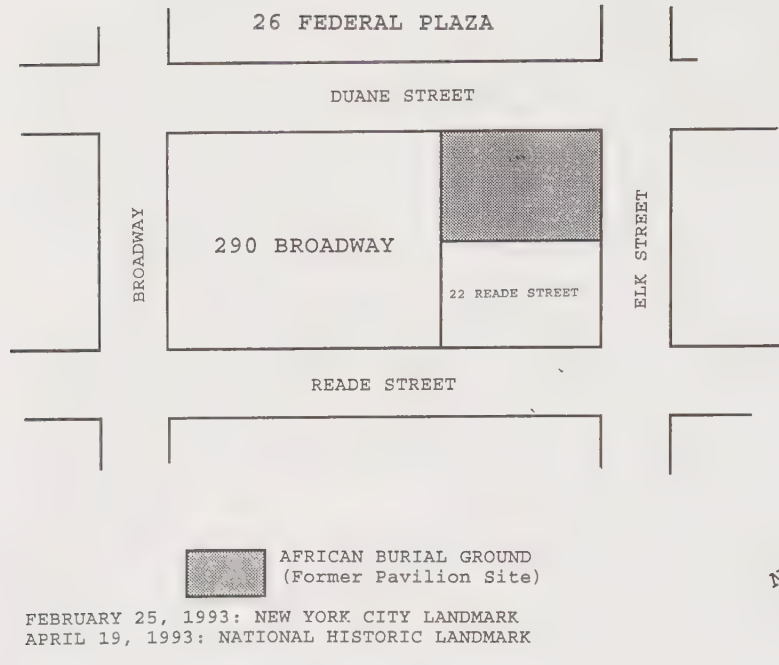 26 FEDERAL PLAZA
DUANE STREET
BROADWAY
290 BROADWAY
22 READE STREET
ELK STREET
READE STREET
AFRICAN BURIAL GROUND
(Former Pavilion Site)
FEBRUARY 25, 1993: NEW YORK CITY LANDMARK
APRIL 19, 1993: NATIONAL HISTORIC LANDMARK